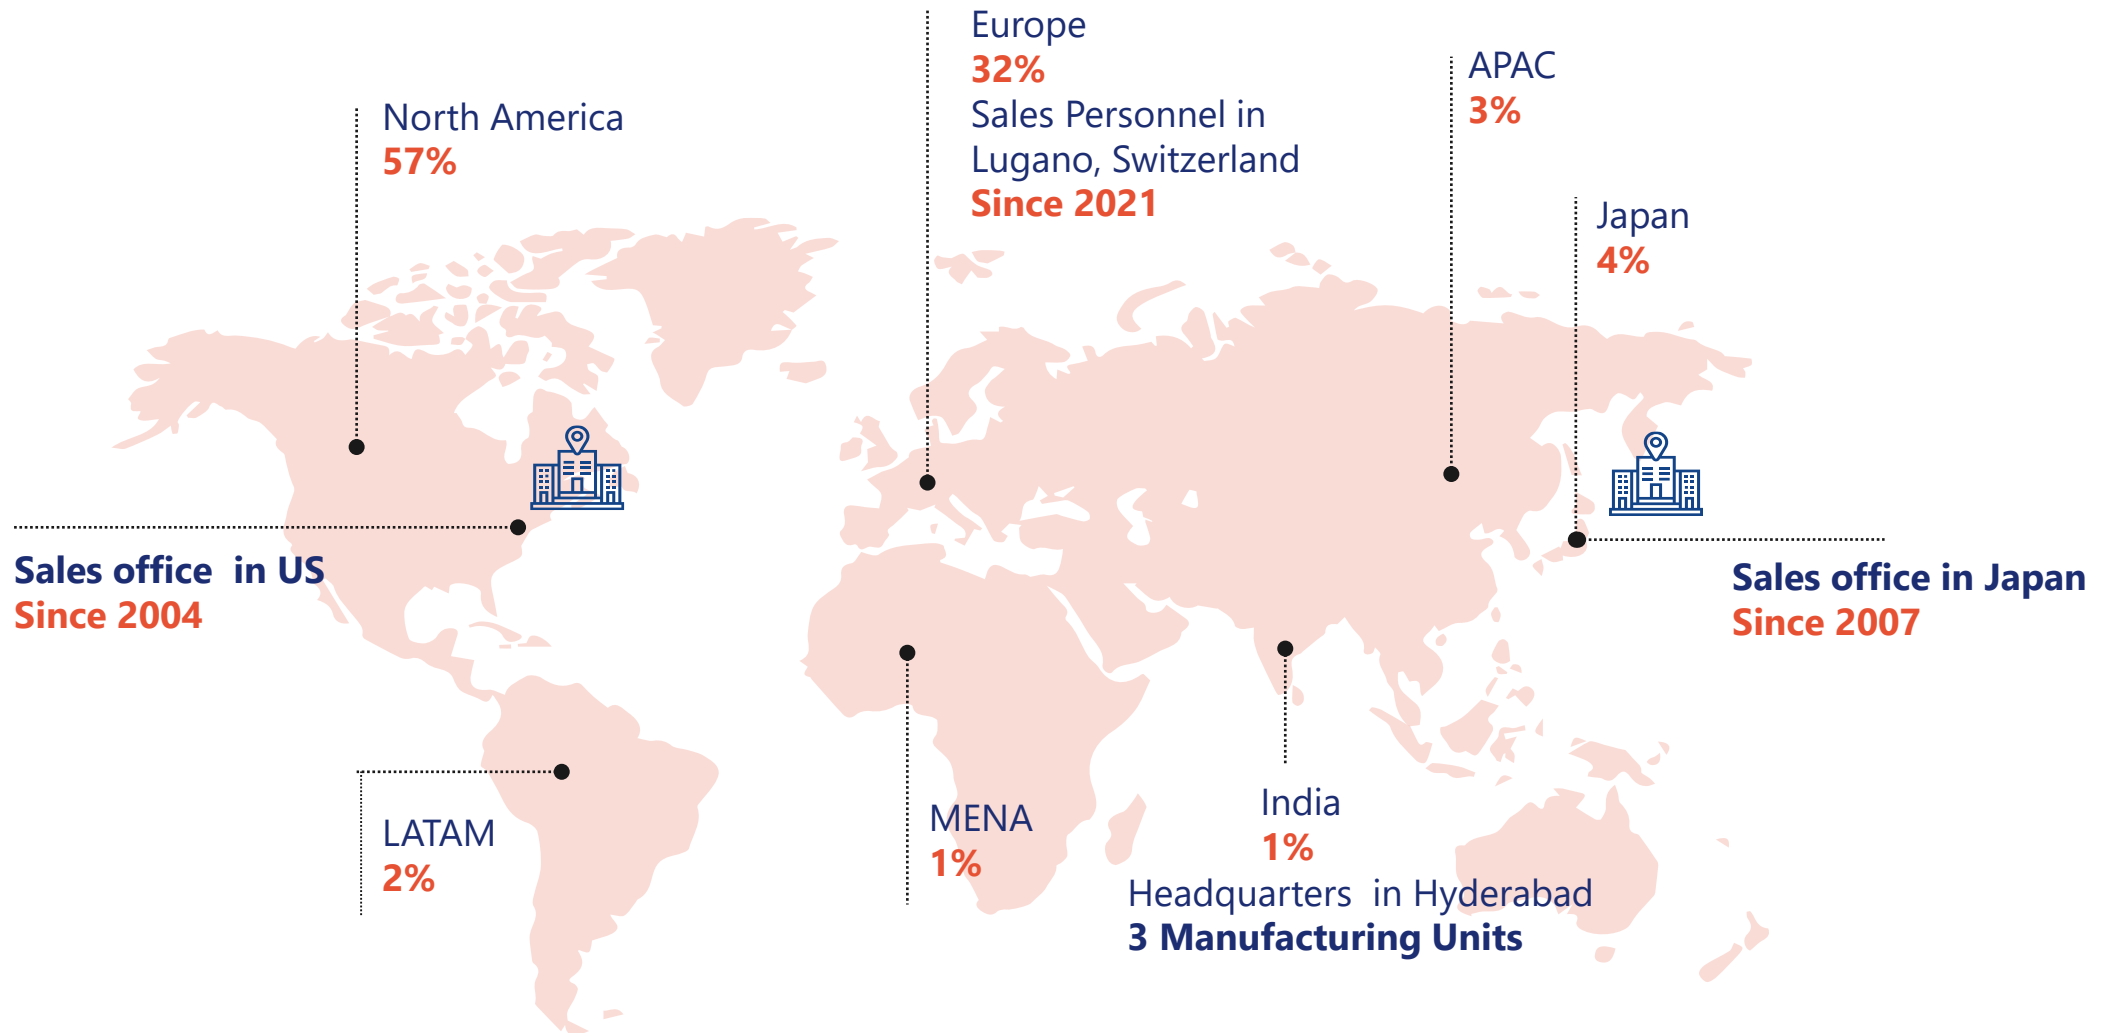 Europe
32%
Sales Personnel in
Lugano, Switzerland
Since 2021
APAC
3%
North America
57%
Japan
4%
Sales office in US
Since 2004
Sales office in Japan
Since 2007
LATAM
2%
MENA
1%
India
1%
Headquarters in Hyderabad
3 Manufacturing Units